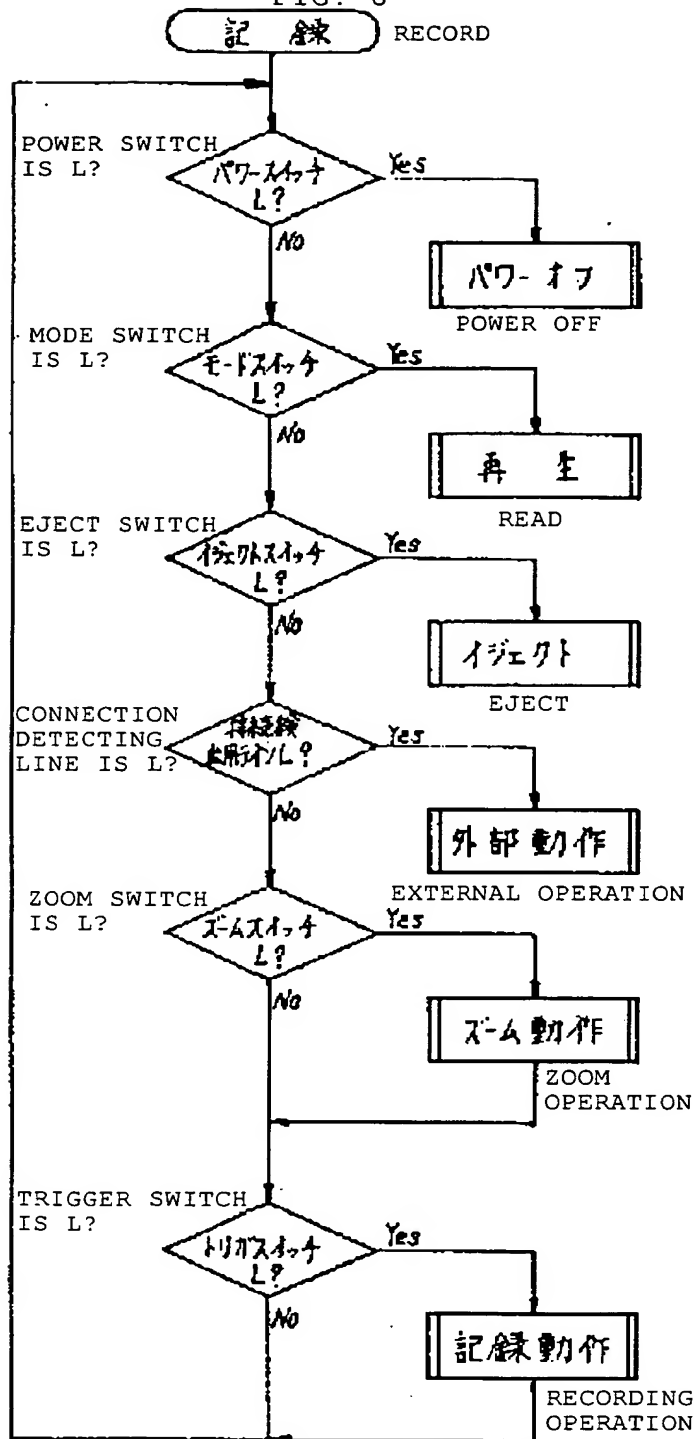 記 録 RECORD
POWER SWITCH
IS L?
パワースイッチ
L?
Yes
No
パワーオフ
POWER OFF
MODE SWITCH
IS L?
モードスイッチ
L?
Yes
No
再 生
READ
EJECT SWITCH
IS L?
イジェクトスイッチ
L?
Yes
No
イジェクト
EJECT
CONNECTION
DETECTING
LINE IS L?
ラインL?
Yes
No
外部動作
EXTERNAL OPERATION
ZOOM SWITCH
IS L?
ズームスイッチ
L?
Yes
No
ズーム動作
ZOOM
OPERATION
TRIGGER SWITCH
IS L?
トリガスイッチ
L?
Yes
No
記録動作
RECORDING
OPERATION